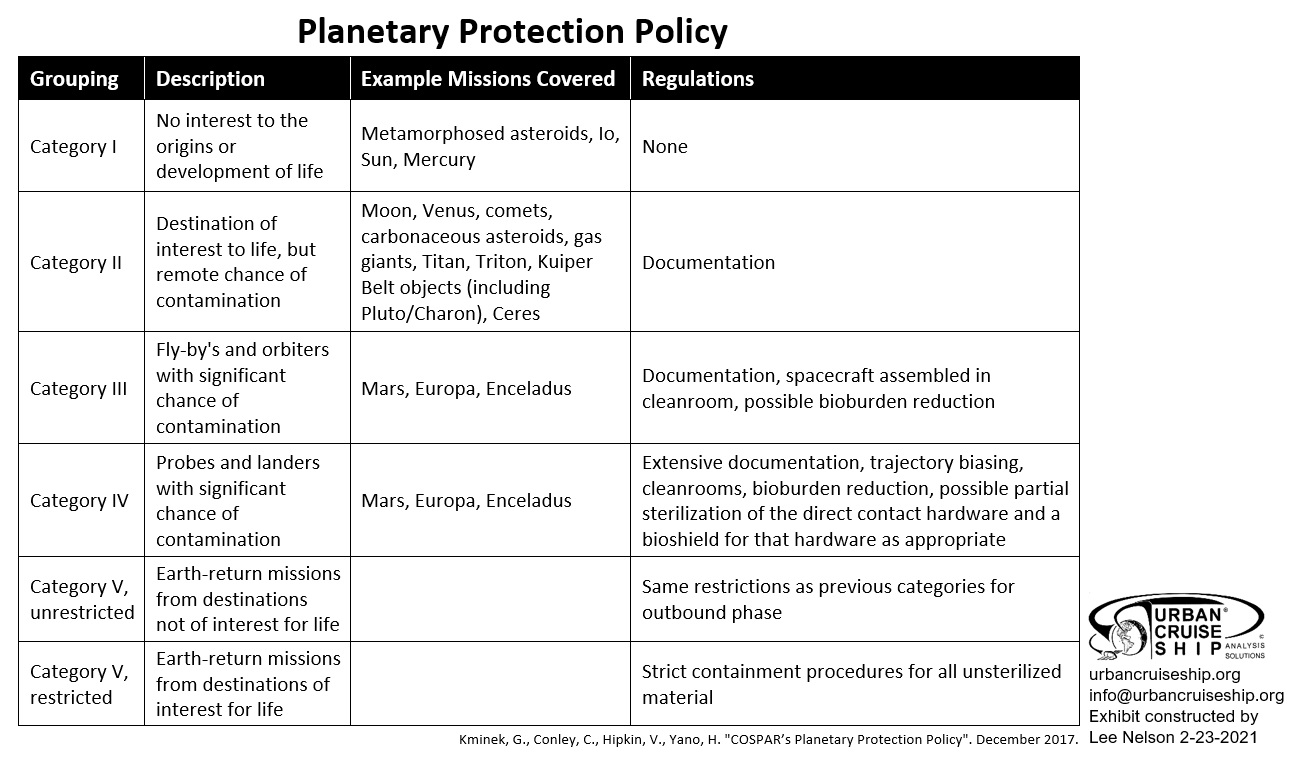 Planetary Protection Policy
Grouping
Description
Example Missions Covered
Regulations
Category I
No interest to the
origins or
development of life
Metamorphosed asteroids, Io,
Sun, Mercury
None
Category II
Destination of
interest to life, but
remote chance of
contamination
Moon, Venus, comets,
carbonaceous asteroids, gas
giants, Titan, Triton, Kuiper
Belt objects (including
Pluto/Charon), Ceres
Documentation
Category III
Fly-by's and orbiters
with significant
chance of
contamination
Mars, Europa, Enceladus
Documentation, spacecraft assembled in
cleanroom, possible bioburden reduction
Category IV
Probes and landers
with significant
chance of
contamination
Mars, Europa, Enceladus
Extensive documentation, trajectory biasing,
cleanrooms, bioburden reduction, possible partial
sterilization of the direct contact hardware and a
bioshield for that hardware as appropriate
Category V,
unrestricted
Earth-return missions
from destinations
not of interest for life
Same restrictions as previous categories for
outbound phase
Category V,
restricted
Earth-return missions
from destinations of
interest for life
Strict containment procedures for all unsterilized
material
Kminek, G., Conley, C., Hipkin, V., Yano, H. "COSPAR’s Planetary Protection Policy". December 2017.
URBAN®
CRUISE
SHIP
©
ANALYSIS
SOLUTIONS
urbancruiseship.org
info@urbancruiseship.org
Exhibit constructed by
Lee Nelson 2-23-2021